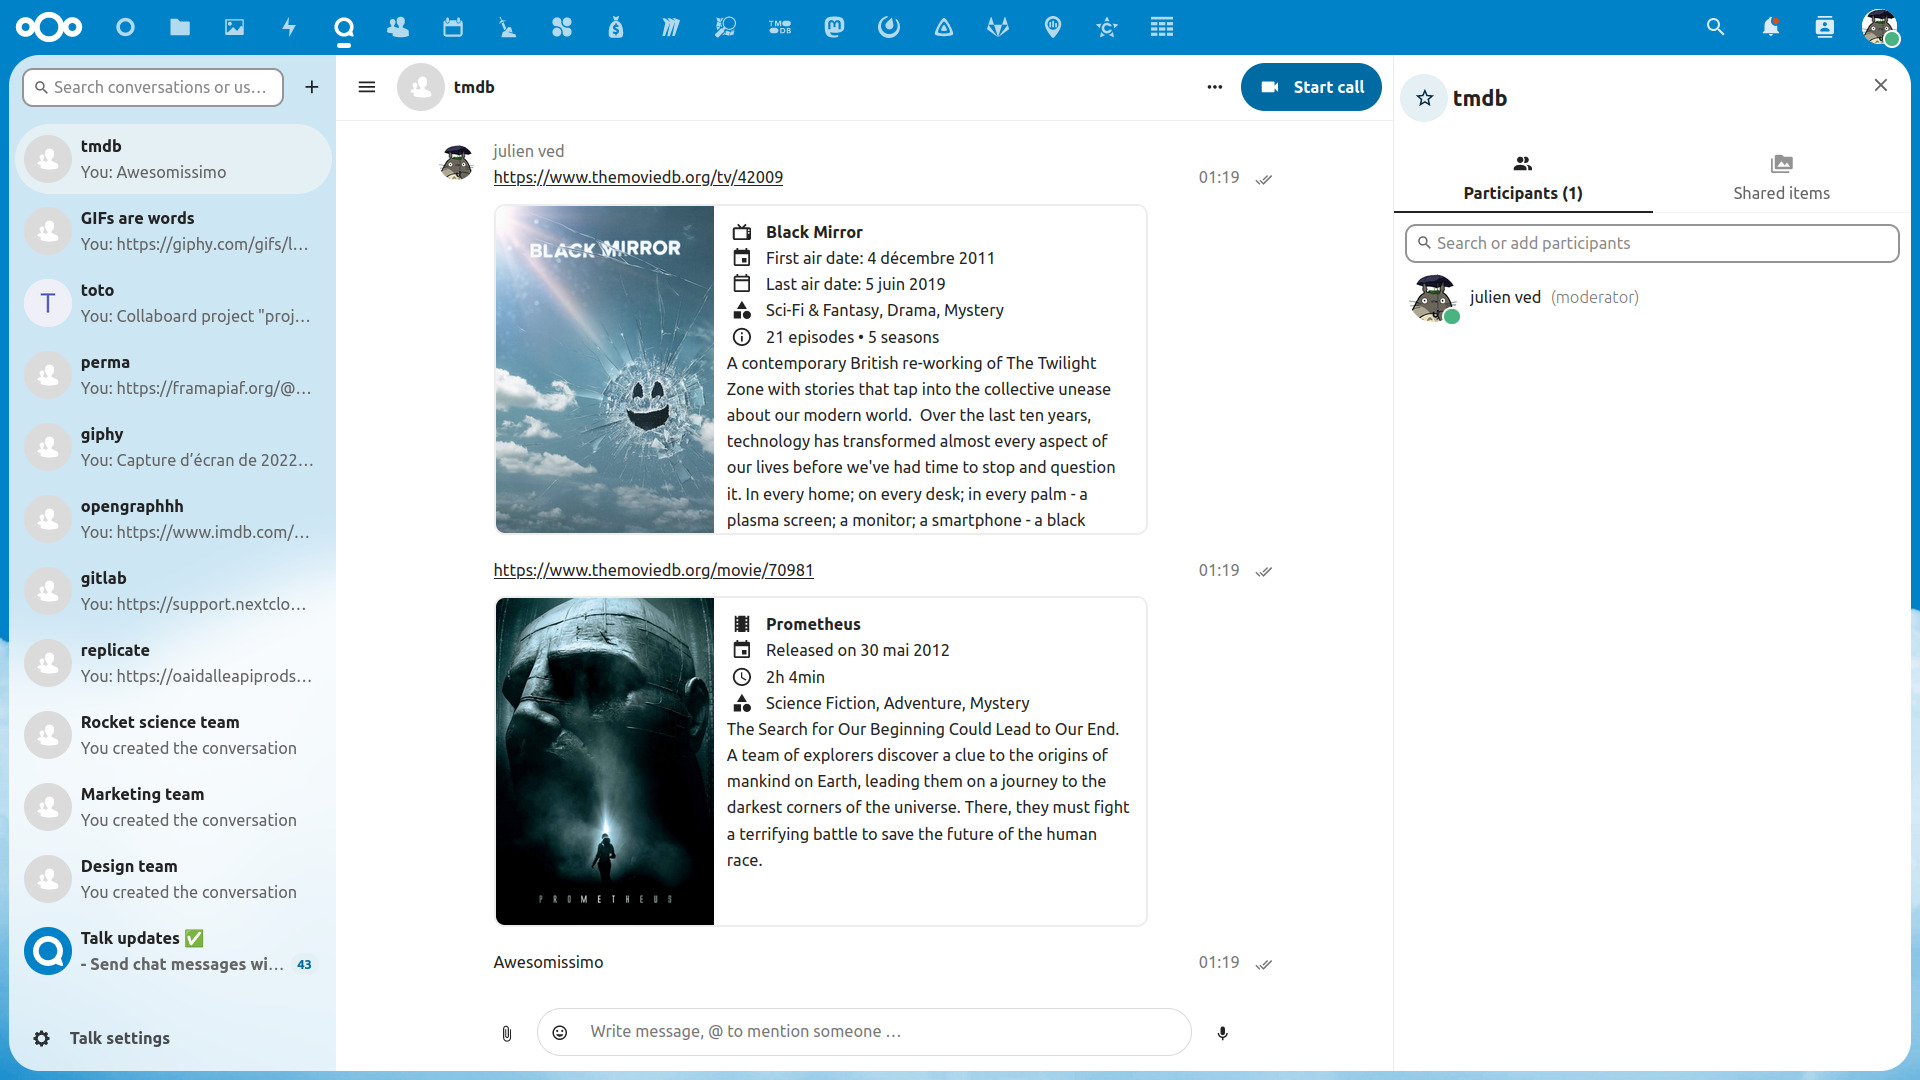 TM
DB
Search conversations or us…
tmdb
You: Awesomissimo
GIFs are words
You: https://giphy.com/gifs/l…
T
toto
You: Collaboard project "proj…
perma
You: https://framapiaf.org/@…
giphy
You: Capture d’écran de 2022…
opengraphhh
You: https://www.imdb.com/…
gitlab
You: https://support.nextclo…
replicate
You: https://oaidalleapiprods…
Rocket science team
You created the conversation
Marketing team
You created the conversation
Design team
You created the conversation
Talk updates ✅
- Send chat messages wi… 43
Talk settings
tmdb
Start call
julien ved
https://www.themoviedb.org/tv/42009 01:19
BLACK MIRROR
Black Mirror
First air date: 4 décembre 2011
Last air date: 5 juin 2019
Sci-Fi & Fantasy, Drama, Mystery
21 episodes • 5 seasons
A contemporary British re-working of The Twilight
Zone with stories that tap into the collective unease
about our modern world.  Over the last ten years,
technology has transformed almost every aspect of
our lives before we've had time to stop and question
it. In every home; on every desk; in every palm - a
plasma screen; a monitor; a smartphone - a black
https://www.themoviedb.org/movie/70981 01:19
PROMETHEUS
Prometheus
Released on 30 mai 2012
2h 4min
Science Fiction, Adventure, Mystery
The Search for Our Beginning Could Lead to Our End.
A team of explorers discover a clue to the origins of
mankind on Earth, leading them on a journey to the
darkest corners of the universe. There, they must fight
a terrifying battle to save the future of the human
race.
Awesomissimo 01:19
Write message, @ to mention someone …
tmdb
Participants (1)
Shared items
Search or add participants
julien ved (moderator)